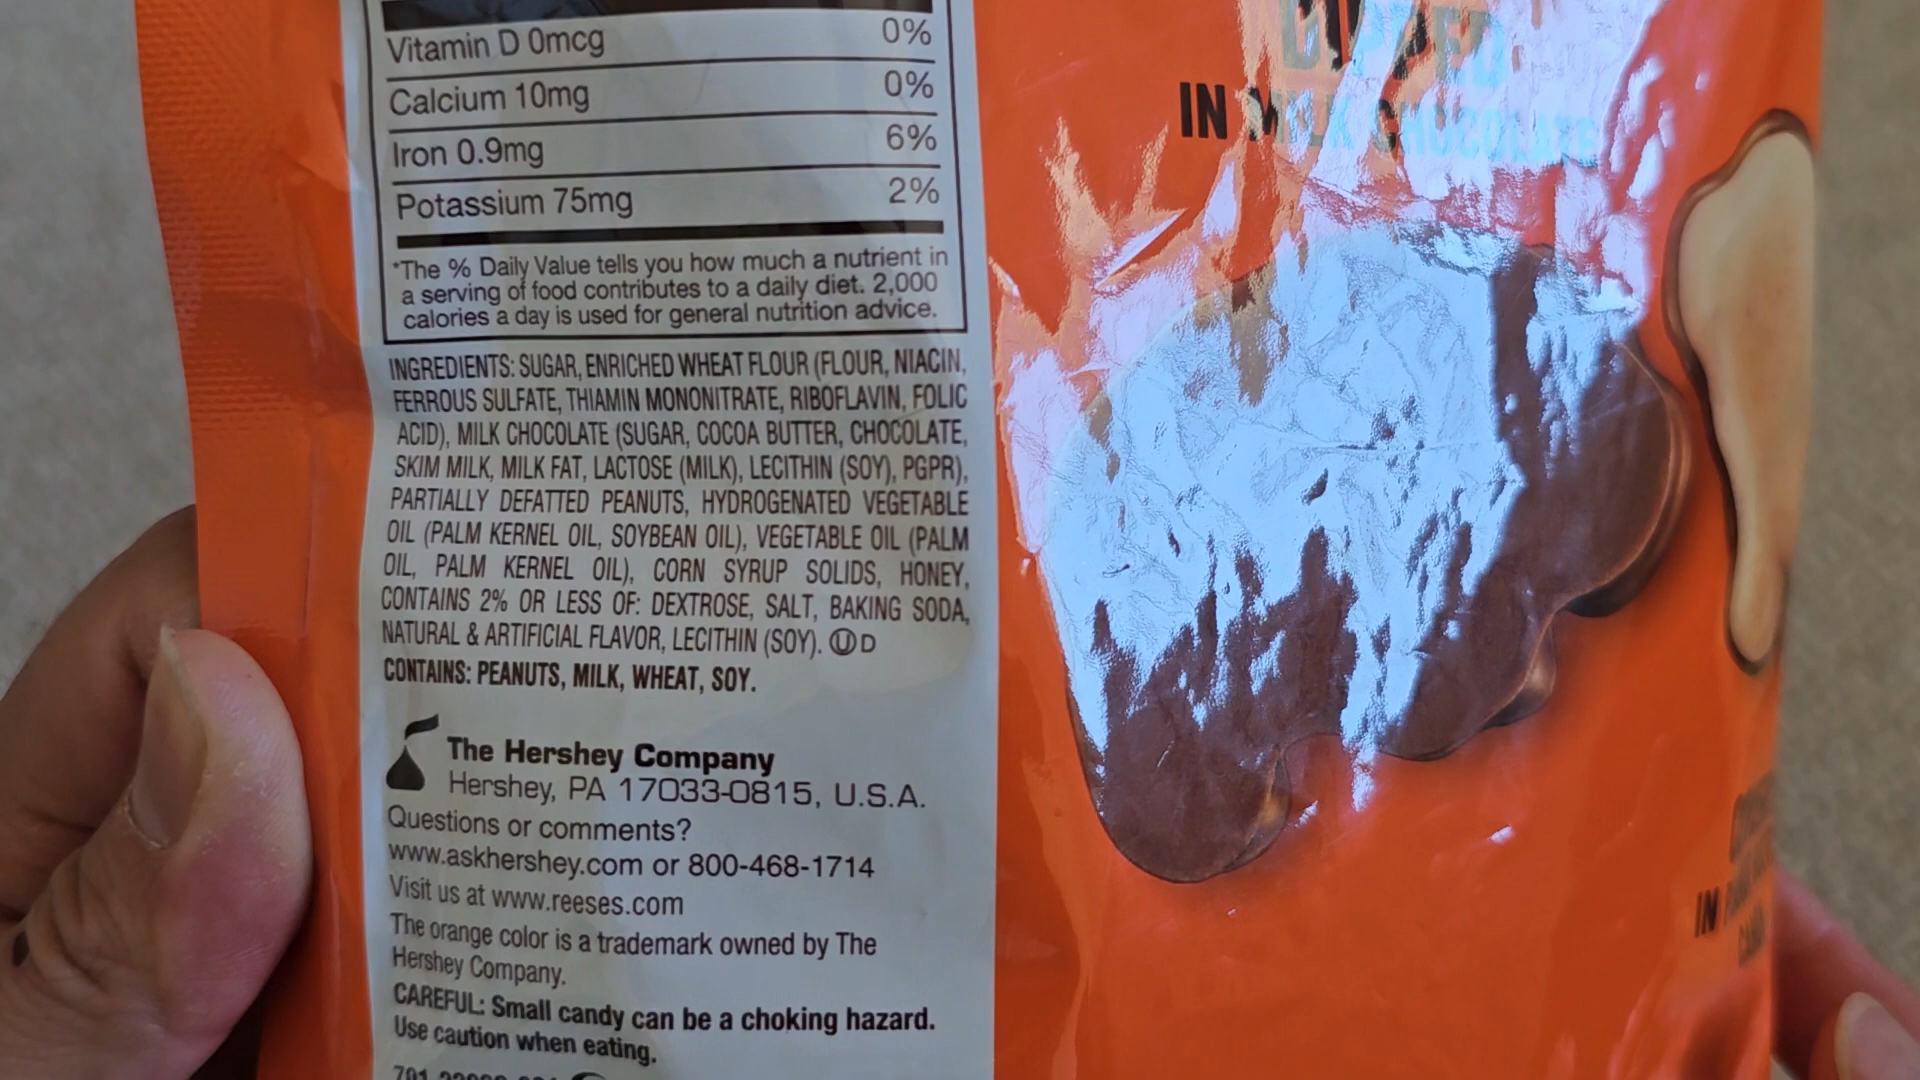 Vitamin D 0mcg 0%
Calcium 10mg 0%
Iron 0.9mg 6%
Potassium 75mg 2%
*The % Daily Value tells you how much a nutrient in
a serving of food contributes to a daily diet. 2,000
calories a day is used for general nutrition advice.
INGREDIENTS: SUGAR, ENRICHED WHEAT FLOUR (FLOUR, NIACIN,
FERROUS SULFATE, THIAMIN MONONITRATE, RIBOFLAVIN, FOLIC
ACID), MILK CHOCOLATE (SUGAR, COCOA BUTTER, CHOCOLATE,
SKIM MILK, MILK FAT, LACTOSE (MILK), LECITHIN (SOY), PGPR),
PARTIALLY DEFATTED PEANUTS, HYDROGENATED VEGETABLE
OIL (PALM KERNEL OIL, SOYBEAN OIL), VEGETABLE OIL (PALM
OIL, PALM KERNEL OIL), CORN SYRUP SOLIDS, HONEY,
CONTAINS 2% OR LESS OF: DEXTROSE, SALT, BAKING SODA,
NATURAL & ARTIFICIAL FLAVOR, LECITHIN (SOY). Ⓤ D
CONTAINS: PEANUTS, MILK, WHEAT, SOY.
The Hershey Company
Hershey, PA 17033-0815, U.S.A.
Questions or comments?
www.askhershey.com or 800-468-1714
Visit us at www.reeses.com
The orange color is a trademark owned by The
Hershey Company.
CAREFUL: Small candy can be a choking hazard.
Use caution when eating.
DIPPED
IN MILK CHOCOLATE
IN